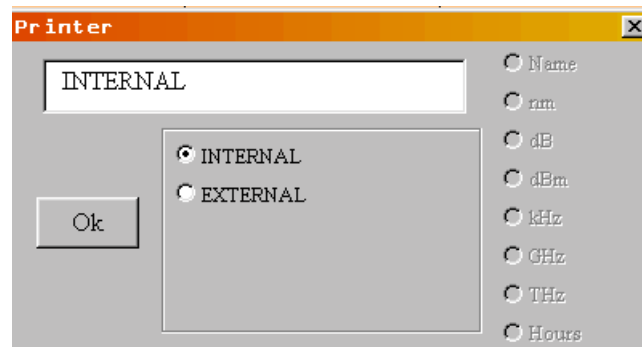 Printer
INTERNAL
INTERNAL
EXTERNAL
Ok
Name
nm
dB
dBm
kHz
GHz
THz
Hours